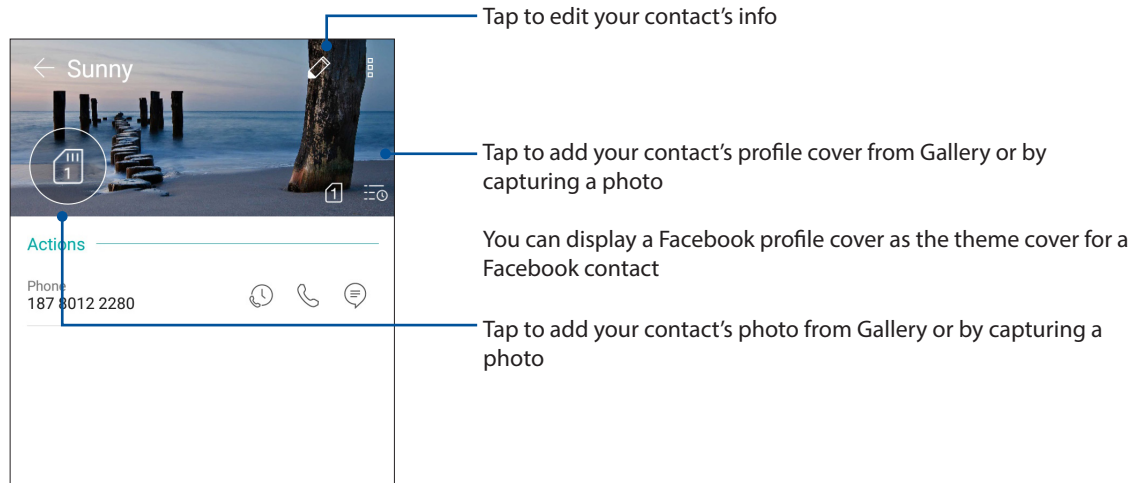 Tap to edit your contact’s info
Sunny
1
Tap to add your contact’s profile cover from Gallery or by
capturing a photo
1
You can display a Facebook profile cover as the theme cover for a
Facebook contact
Actions
Phone
187 8012 2280
Tap to add your contact’s photo from Gallery or by capturing a
photo